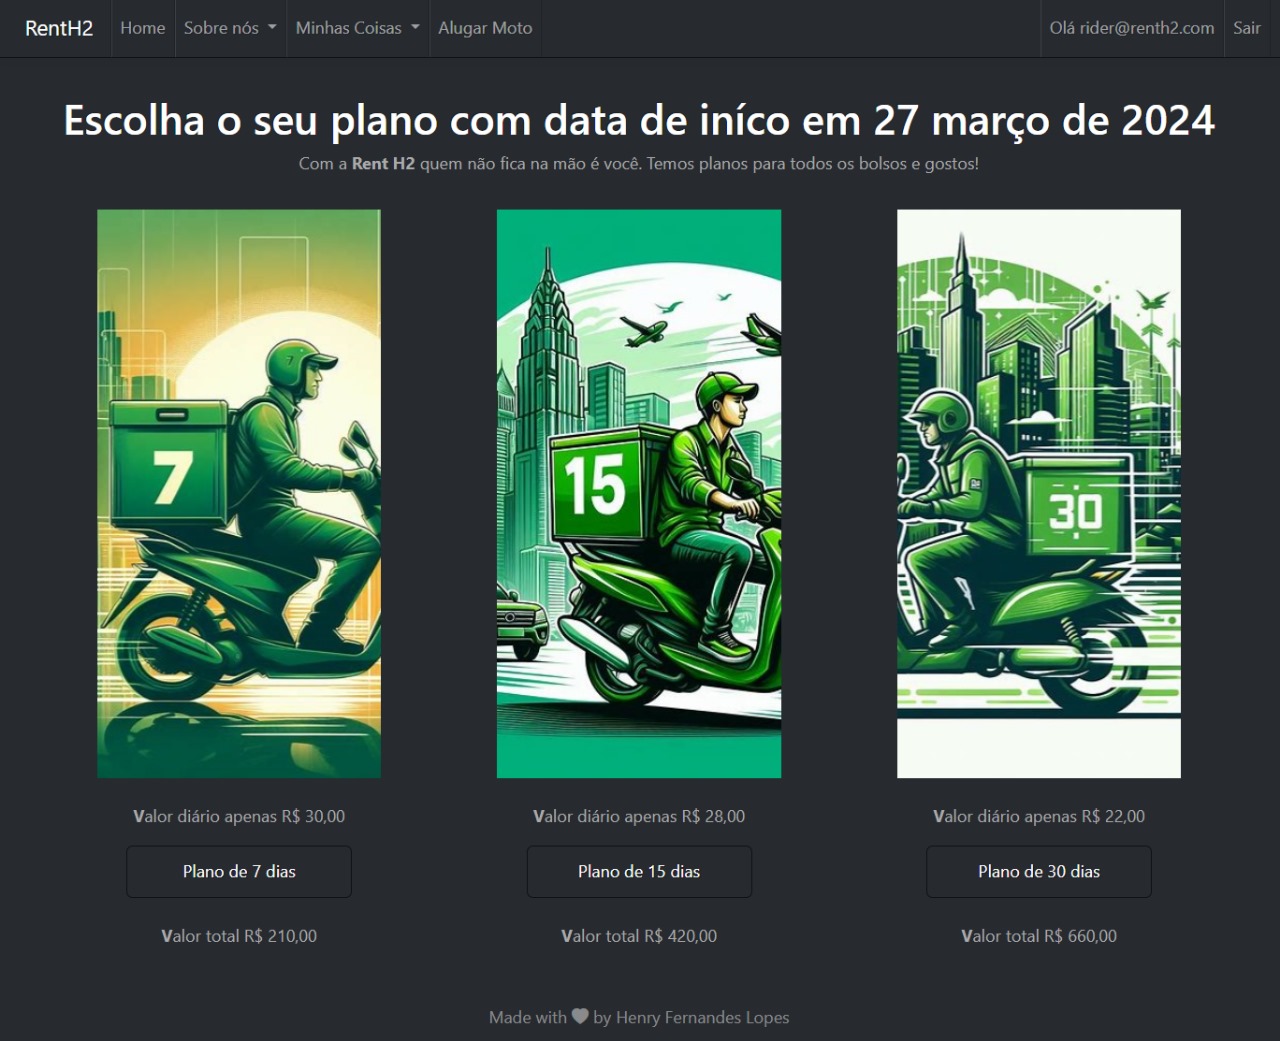 RentH2 Home Sobre nós Minhas Coisas Alugar Moto Olá rider@renth2.com Sair
Escolha o seu plano com data de iníco em 27 março de 2024
Com a Rent H2 quem não fica na mão é você. Temos planos para todos os bolsos e gostos!
7
7
15
30
Valor diário apenas R$ 30,00
Valor diário apenas R$ 28,00
Valor diário apenas R$ 22,00
Plano de 7 dias
Plano de 15 dias
Plano de 30 dias
Valor total R$ 210,00
Valor total R$ 420,00
Valor total R$ 660,00
Made with ♥ by Henry Fernandes Lopes